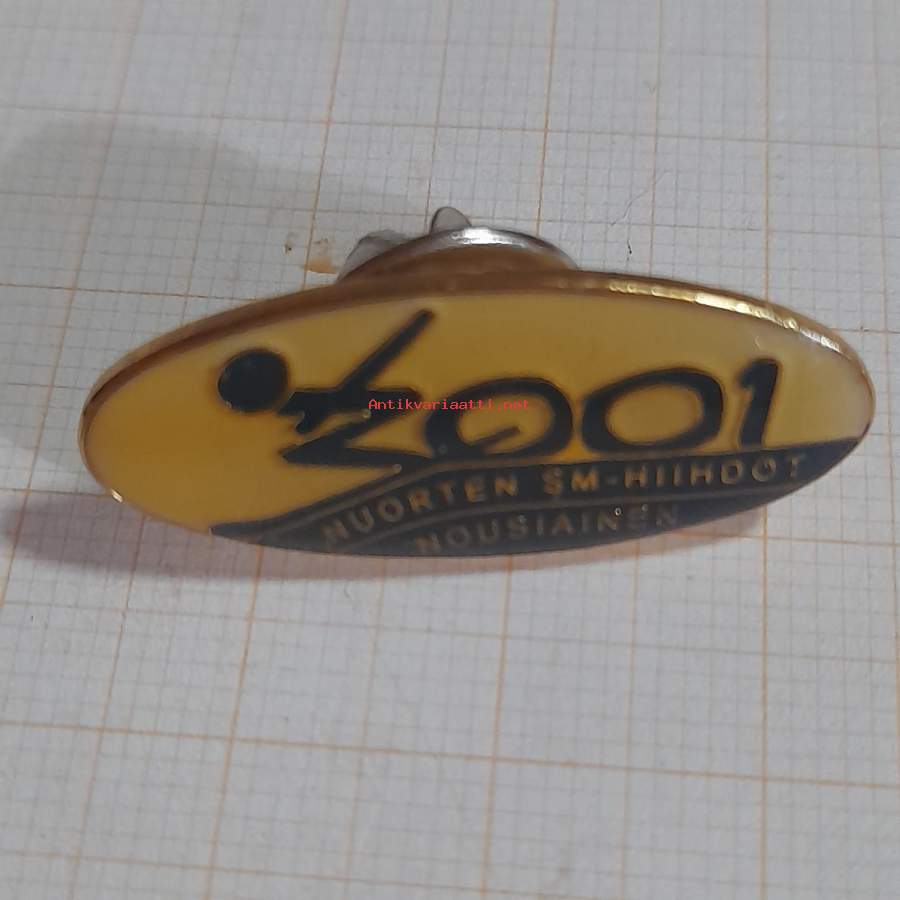 2001
Antikvariaatti.net
NUORTEN SM-HIIHDOT
NOUSIAINEN